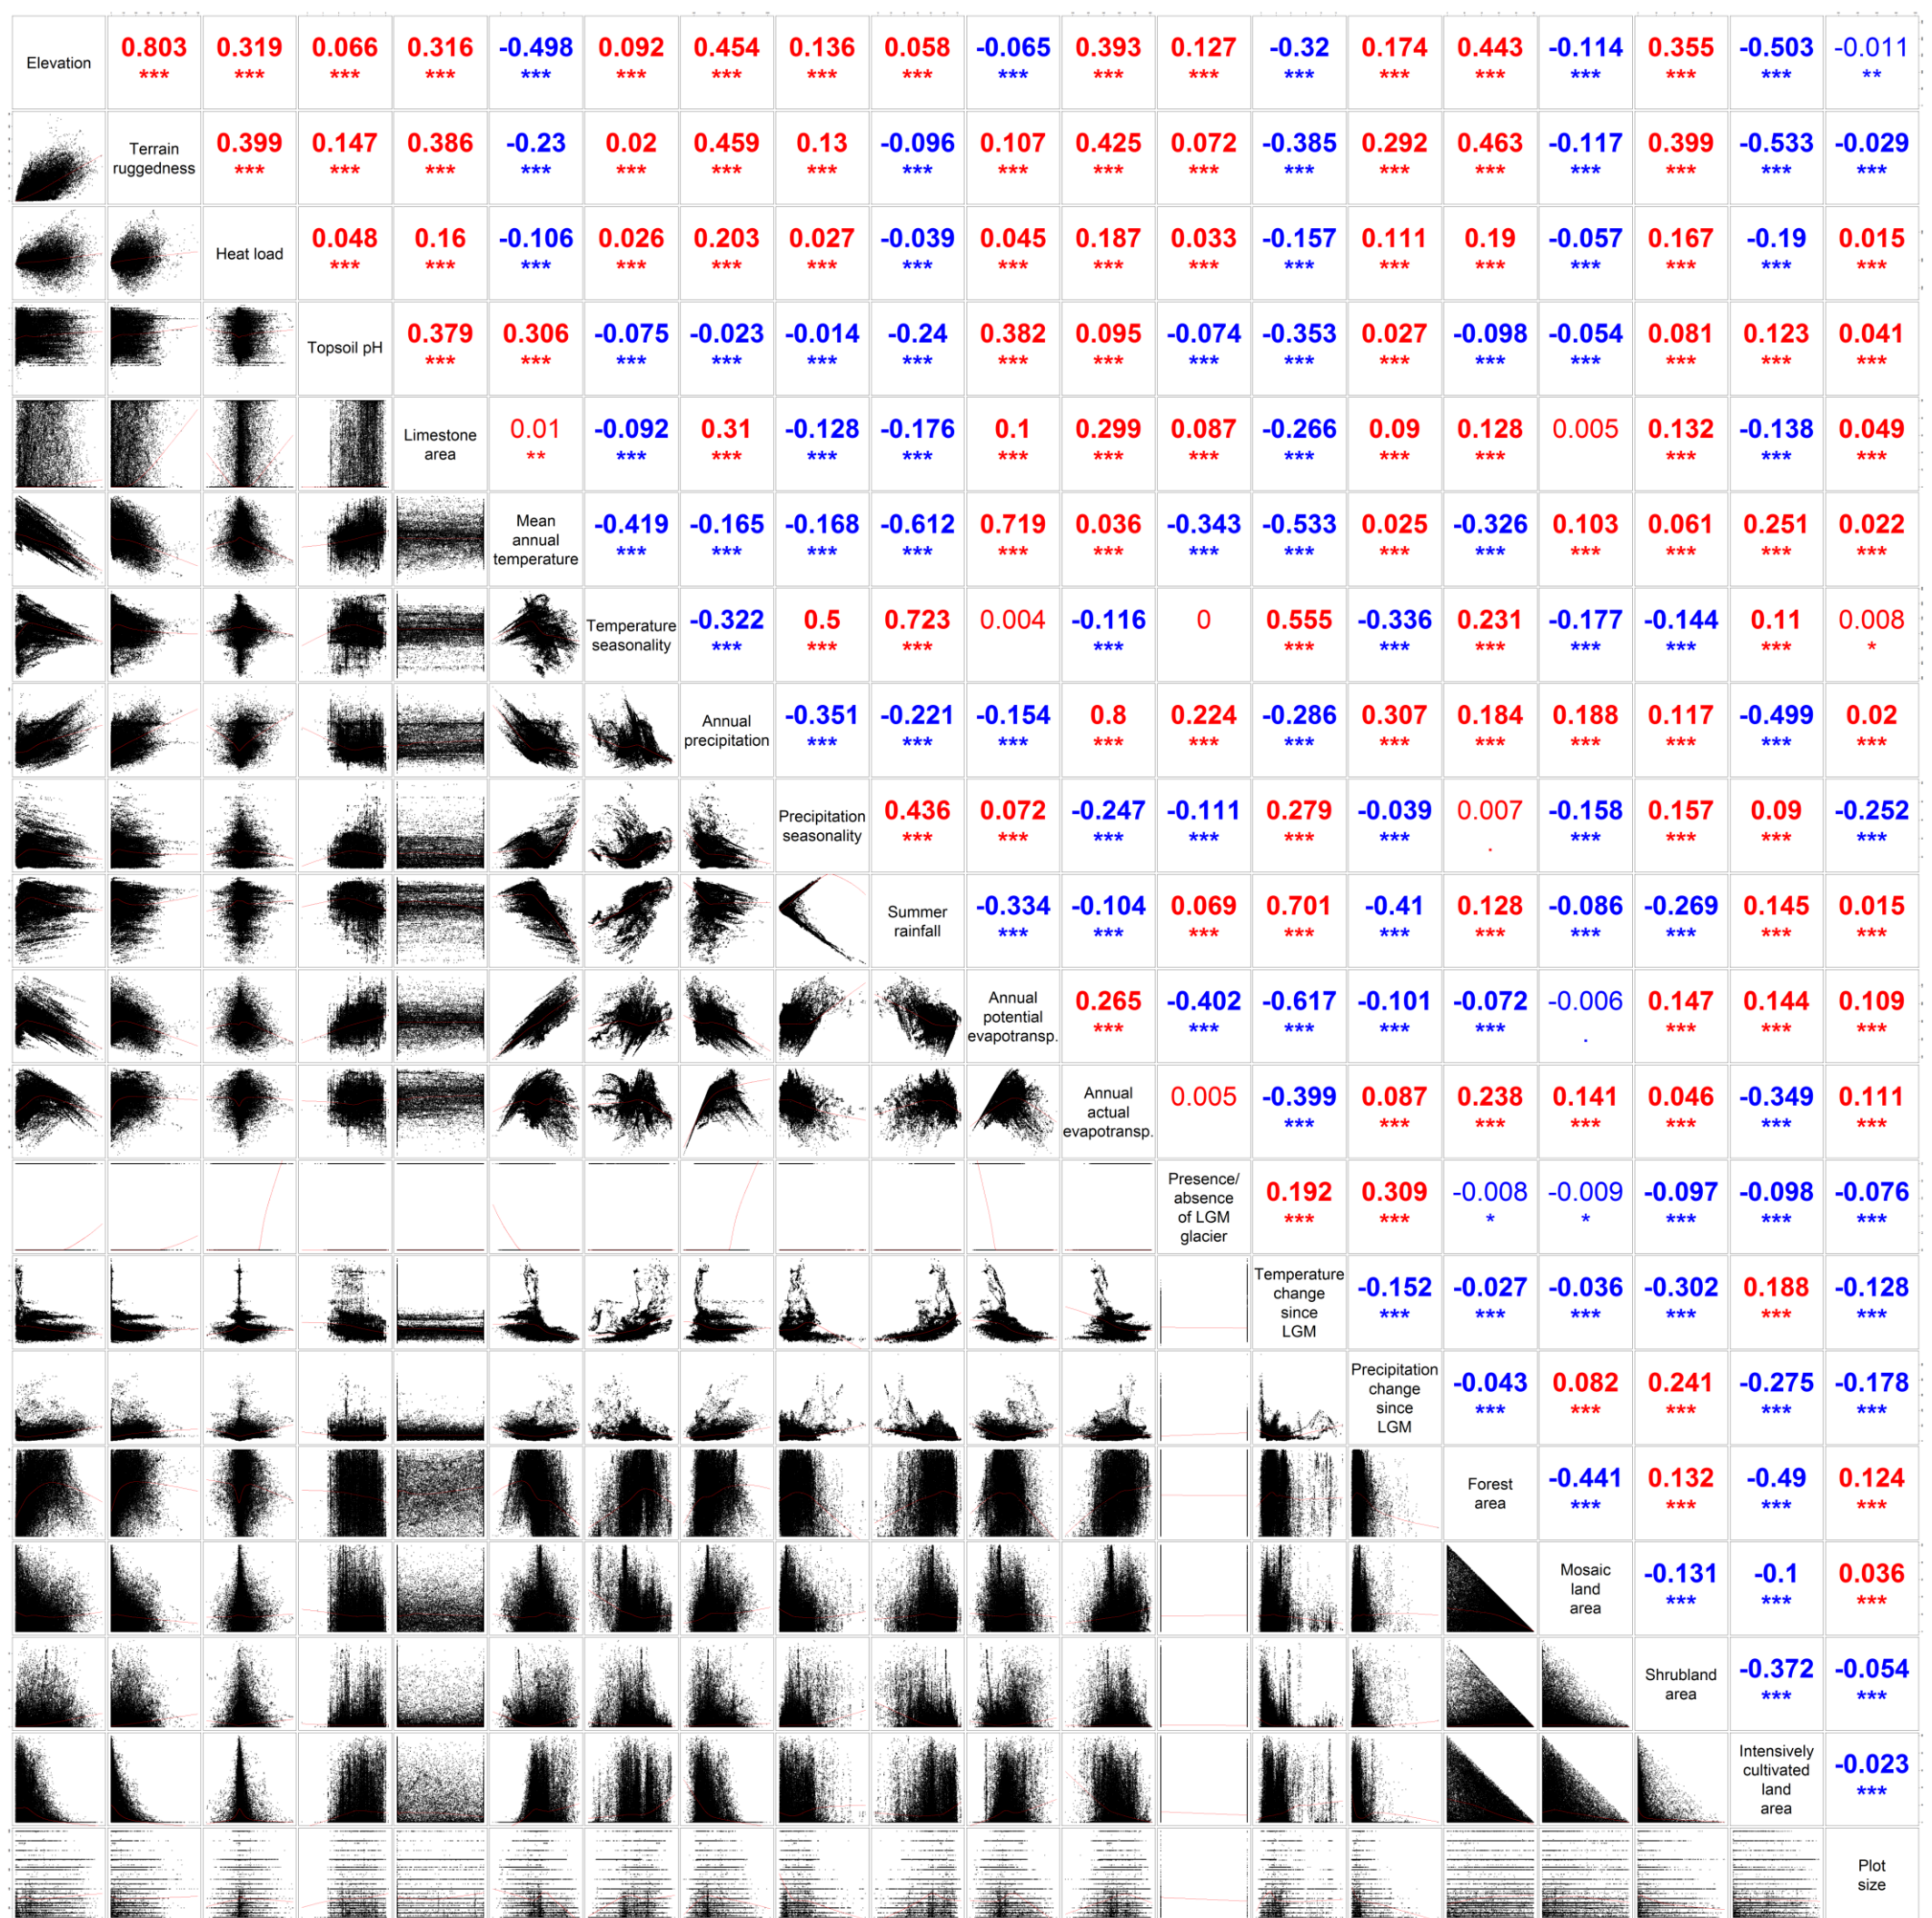 Elevation 0.803 0.319 0.066 0.316 -0.498 0.092 0.454 0.136 0.058 -0.065 0.393 0.127 -0.32 0.174 0.443 -0.114 0.355 -0.503 -0.011
*** *** *** *** *** *** *** *** *** *** *** *** *** *** *** *** *** *** **
Terrain
ruggedness
0.399 0.147 0.386 -0.23 0.02 0.459 0.13 -0.096 0.107 0.425 0.072 -0.385 0.292 0.463 -0.117 0.399 -0.533 -0.029
*** *** *** *** *** *** *** *** *** *** *** *** *** *** *** *** *** ***
Heat load 0.048 0.16 -0.106 0.026 0.203 0.027 -0.039 0.045 0.187 0.033 -0.157 0.111 0.19 -0.057 0.167 -0.19 0.015
*** *** *** *** *** *** *** *** *** *** *** *** *** *** *** *** ***
Topsoil pH 0.379 0.306 -0.075 -0.023 -0.014 -0.24 0.382 0.095 -0.074 -0.353 0.027 -0.098 -0.054 0.081 0.123 0.041
*** *** *** *** *** *** *** *** *** *** *** *** *** *** *** ***
Limestone
area
0.01 -0.092 0.31 -0.128 -0.176 0.1 0.299 0.087 -0.266 0.09 0.128 0.005 0.132 -0.138 0.049
** *** *** *** *** *** *** *** *** *** *** *** *** ***
Mean
annual
temperature
-0.419 -0.165 -0.168 -0.612 0.719 0.036 -0.343 -0.533 0.025 -0.326 0.103 0.061 0.251 0.022
*** *** *** *** *** *** *** *** *** *** *** *** *** ***
Temperature
seasonality
-0.322 0.5 0.723 0.004 -0.116 0 0.555 -0.336 0.231 -0.177 -0.144 0.11 0.008
*** *** *** *** *** *** *** *** *** *** *
Annual
precipitation
-0.351 -0.221 -0.154 0.8 0.224 -0.286 0.307 0.184 0.188 0.117 -0.499 0.02
*** *** *** *** *** *** *** *** *** *** *** ***
Precipitation
seasonality
0.436 0.072 -0.247 -0.111 0.279 -0.039 0.007 -0.158 0.157 0.09 -0.252
*** *** *** *** *** *** . *** *** *** ***
Summer
rainfall
-0.334 -0.104 0.069 0.701 -0.41 0.128 -0.086 -0.269 0.145 0.015
*** *** *** *** *** *** *** *** *** ***
Annual
potential
evapotransp.
0.265 -0.402 -0.617 -0.101 -0.072 -0.006 0.147 0.144 0.109
*** *** *** *** *** . *** *** ***
Annual
actual
evapotransp.
0.005 -0.399 0.087 0.238 0.141 0.046 -0.349 0.111
*** *** *** *** *** *** ***
Presence/
absence
of LGM
glacier
0.192 0.309 -0.008 -0.009 -0.097 -0.098 -0.076
*** *** * * *** *** ***
Temperature
change
since
LGM
-0.152 -0.027 -0.036 -0.302 0.188 -0.128
*** *** *** *** *** ***
Precipitation
change
since
LGM
-0.043 0.082 0.241 -0.275 -0.178
*** *** *** *** ***
Forest
area
-0.441 0.132 -0.49 0.124
*** *** *** ***
Mosaic
land
area
-0.131 -0.1 0.036
*** *** ***
Shrubland
area
-0.372 -0.054
*** ***
Intensively
cultivated
land
area
-0.023
***
Plot
size